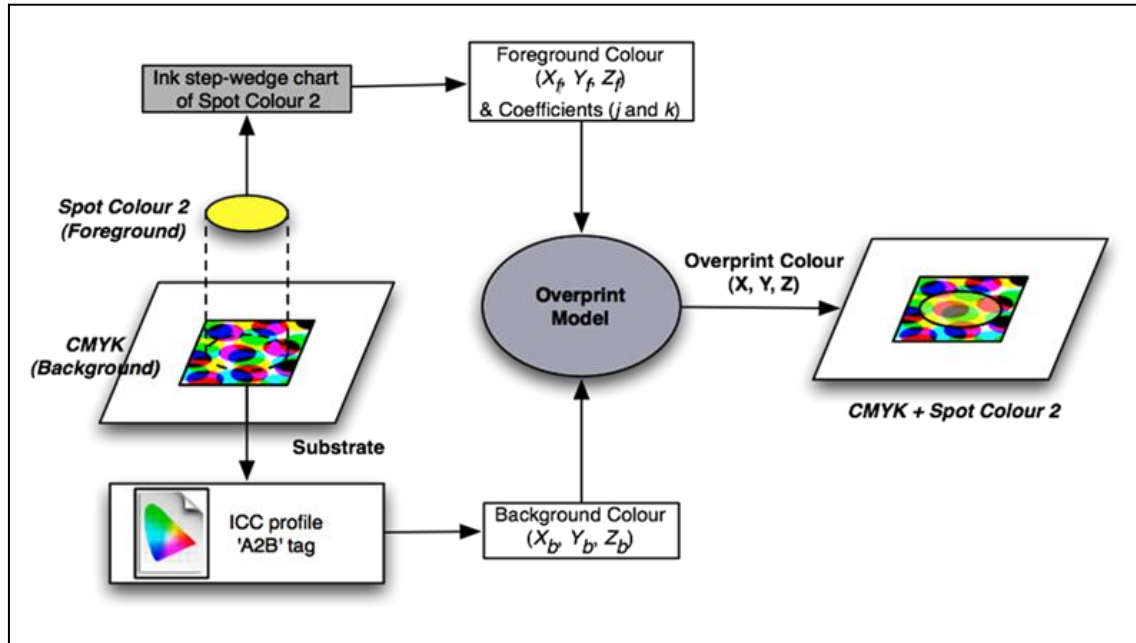 Ink step-wedge chart
of Spot Colour 2
Foreground Colour
(Xf, Yf, Zf)
& Coefficients (j and k)
Spot Colour 2
(Foreground)
Overprint
Model
Overprint Colour
(X, Y, Z)
CMYK
(Background)
CMYK + Spot Colour 2
Substrate
ICC profile
'A2B' tag
Background Colour
(Xb, Yb, Zb)